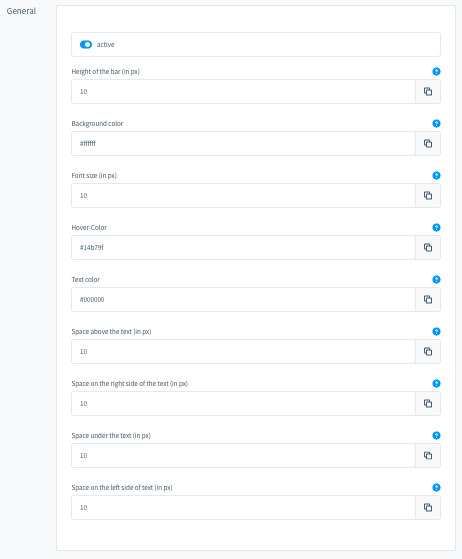 General
active
Height of the bar (in px)
10
Background color
#ffffff
Font size (in px)
10
Hover-Color
#14b79f
Text color
#000000
Space above the text (in px)
10
Space on the right side of the text (in px)
10
Space under the text (in px)
10
Space on the left side of text (in px)
10